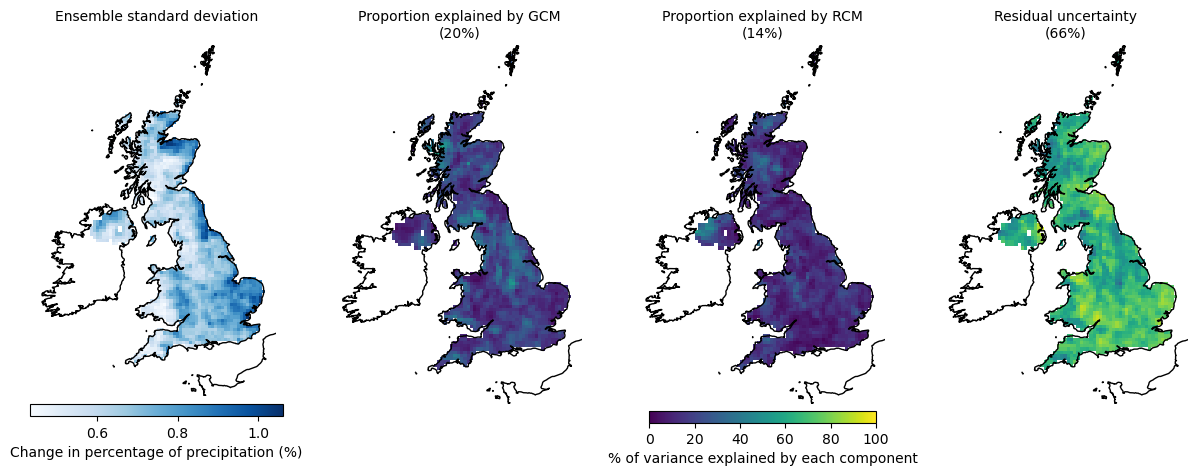 Ensemble standard deviation
Proportion explained by GCM
(20%)
Proportion explained by RCM
(14%)
Residual uncertainty
(66%)
0.6 0.8 1.0
Change in percentage of precipitation (%)
0 20 40 60 80 100
% of variance explained by each component